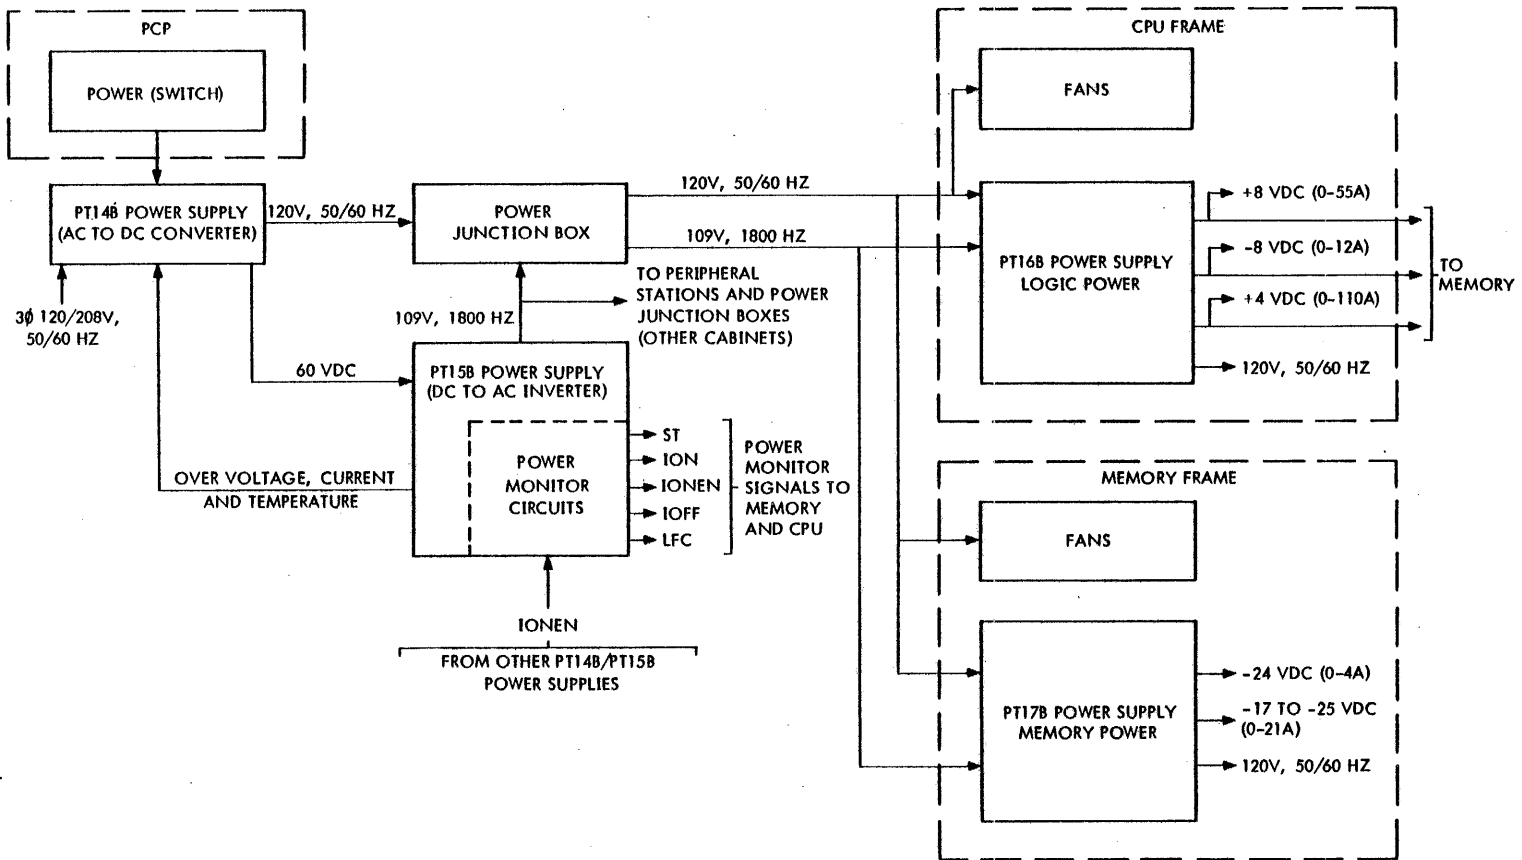 PCP
POWER (SWITCH)
PT14B POWER SUPPLY
(AC TO DC CONVERTER)
120V, 50/60 HZ
3ϕ 120/208V,
50/60 HZ
60 VDC
OVER VOLTAGE, CURRENT
AND TEMPERATURE
POWER
JUNCTION BOX
109V, 1800 HZ
TO PERIPHERAL
STATIONS AND POWER
JUNCTION BOXES
(OTHER CABINETS)
PT15B POWER SUPPLY
(DC TO AC INVERTER)
POWER
MONITOR
CIRCUITS
ST
ION
IONEN
IOFF
LFC
POWER
MONITOR
SIGNALS TO
MEMORY
AND CPU
IONEN
FROM OTHER PT14B/PT15B
POWER SUPPLIES
120V, 50/60 HZ
109V, 1800 HZ
CPU FRAME
FANS
PT16B POWER SUPPLY
LOGIC POWER
+8 VDC (0-55A)
-8 VDC (0-12A)
+4 VDC (0-110A)
120V, 50/60 HZ
TO
MEMORY
MEMORY FRAME
FANS
PT17B POWER SUPPLY
MEMORY POWER
-24 VDC (0-4A)
-17 TO -25 VDC
(0-21A)
120V, 50/60 HZ